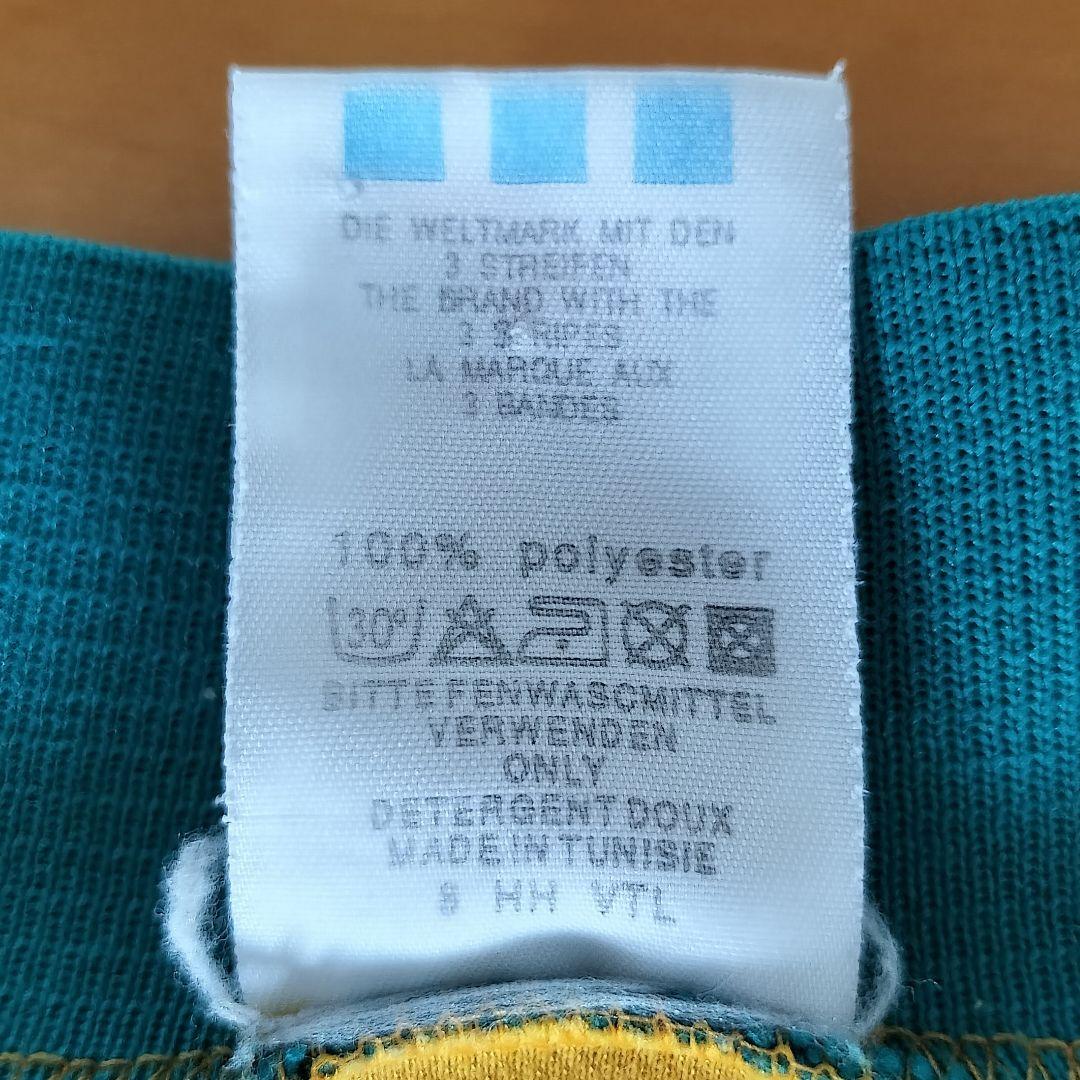 DIE WELTMARK MIT DEN
3 STREIFEN
THE BRAND WITH THE
3 STRIPES
LA MARQUE AUX
3 BANDES
100% polyester
30°
BITTE FENWASCMITTEL
VERWENDEN
ONLY
DETERGENT DOUX
MADE IN TUNISIE
8 HH VTL